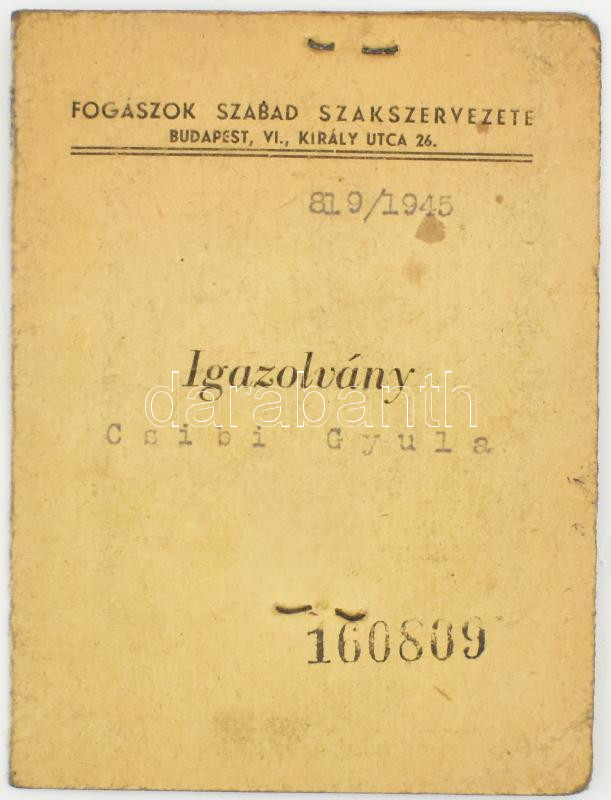 FOGÁSZOK SZABAD SZAKSZERVEZETE
BUDAPEST, VI., KIRÁLY UTCA 26.
819/1945
Igazolvány
darabanth
Csibi Gyula
160809